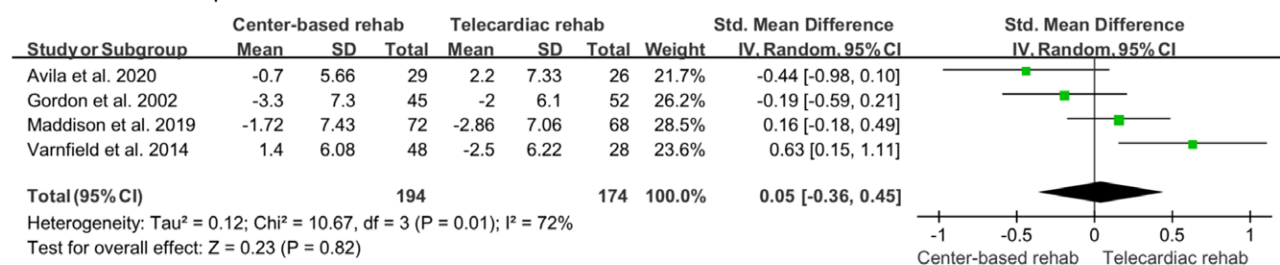 Center-based rehab Telecardiac rehab Std. Mean Difference Std. Mean Difference
Study or Subgroup Mean SD Total Mean SD Total Weight IV, Random, 95% CI IV, Random, 95% CI
Avila et al. 2020 -0.7 5.66 29 2.2 7.33 26 21.7% -0.44 [-0.98, 0.10]
Gordon et al. 2002 -3.3 7.3 45 -2 6.1 52 26.2% -0.19 [-0.59, 0.21]
Maddison et al. 2019 -1.72 7.43 72 -2.86 7.06 68 28.5% 0.16 [-0.18, 0.49]
Varnfield et al. 2014 1.4 6.08 48 -2.5 6.22 28 23.6% 0.63 [0.15, 1.11]
Total (95% CI) 194 174 100.0% 0.05 [-0.36, 0.45]
Heterogeneity: Tau² = 0.12; Chi² = 10.67, df = 3 (P = 0.01); I² = 72%
Test for overall effect: Z = 0.23 (P = 0.82)
-1 -0.5 0 0.5 1
Center-based rehab Telecardiac rehab